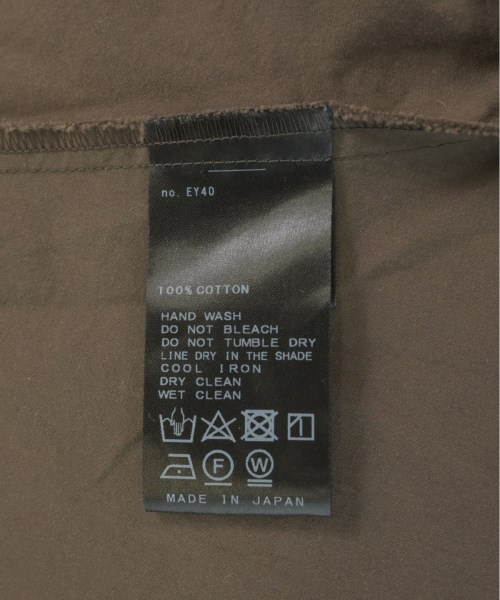 no. EY40
100% COTTON
HAND WASH
DO NOT BLEACH
DO NOT TUMBLE DRY
LINE DRY IN THE SHADE
COOL IRON
DRY CLEAN
WET CLEAN
F W
MADE IN JAPAN